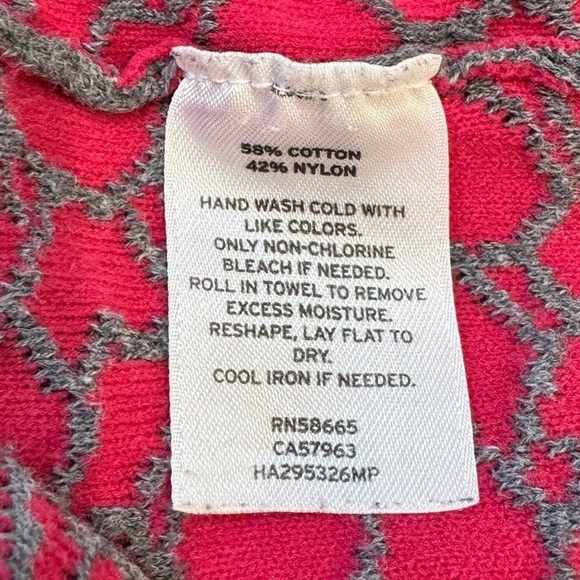 58% COTTON
42% NYLON
HAND WASH COLD WITH
LIKE COLORS.
ONLY NON-CHLORINE
BLEACH IF NEEDED.
ROLL IN TOWEL TO REMOVE
EXCESS MOISTURE.
RESHAPE, LAY FLAT TO
DRY.
COOL IRON IF NEEDED.
RN58665
CA57963
HA295326MP